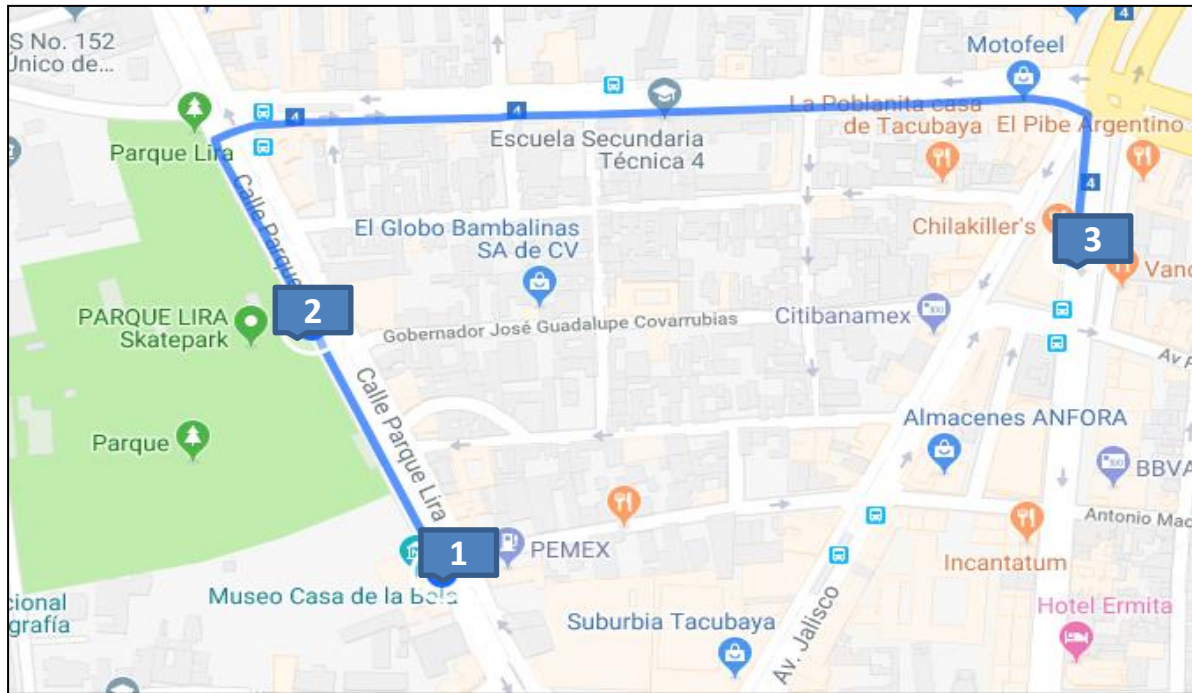 S No. 152
Único de...
Motofeel
4
4
4
La Poblanita casa
de Tacubaya
El Pibe Argentino
Parque Lira
Escuela Secundaria
Técnica 4
4
Calle Parque
Chilakiller's
3
El Globo Bambalinas
SA de CV
2
PARQUE LIRA
Skatepark
Gobernador José Guadalupe Covarrubias
Citibanamex
Calle Parque Lira
Parque
Almacenes ANFORA
BBVA
Antonio Mac
1
PEMEX
Incantatum
Museo Casa de la Bola
cional
grafía
Suburbia Tacubaya
Av. Jalisco
Hotel Ermita